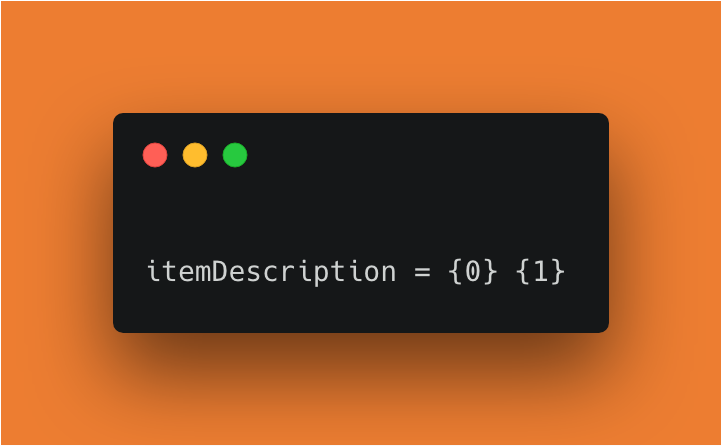 itemDescription = {0} {1}